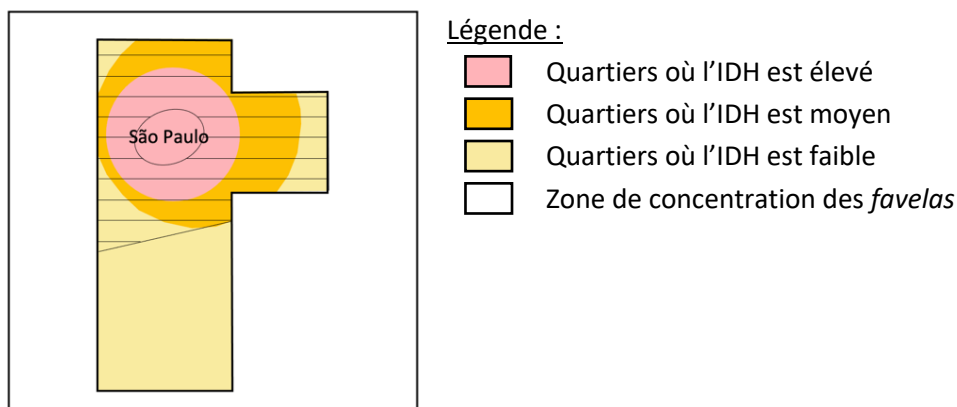 Légende :
Quartiers où l’IDH est élevé
Quartiers où l’IDH est moyen
São Paulo
Quartiers où l’IDH est faible
Zone de concentration des favelas